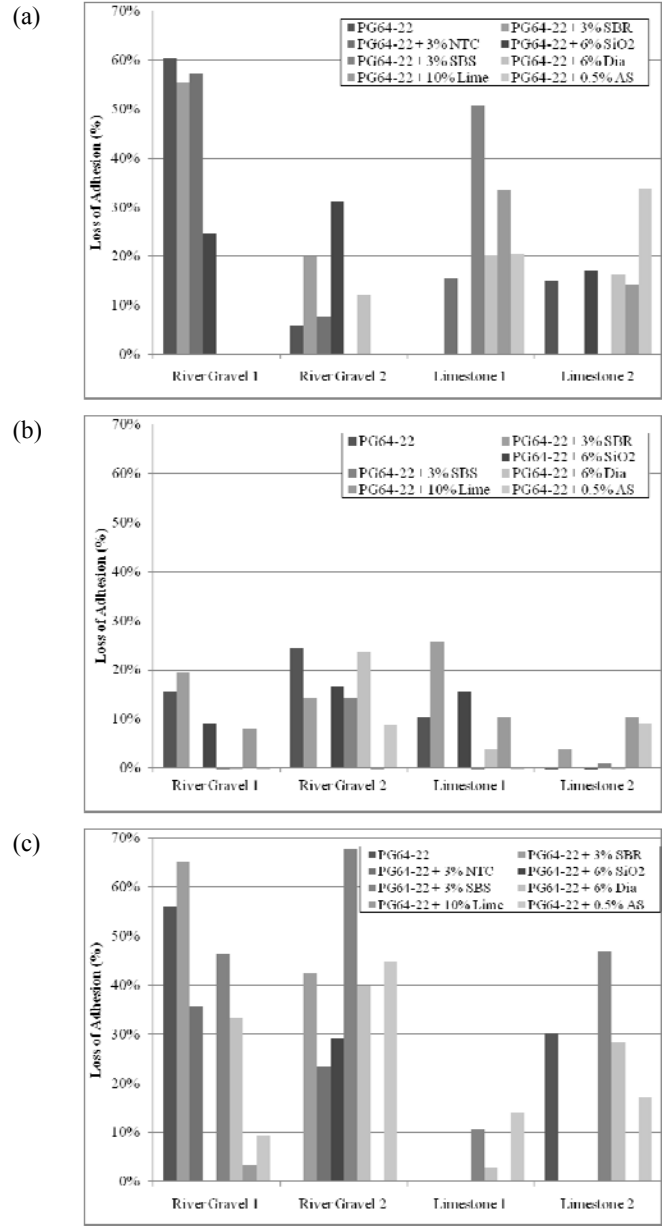 (a)
70%
60%
50%
40%
30%
20%
10%
0%
Loss of Adhesion (%)
PG64-22
PG64-22 + 3% SBR
PG64-22 + 3% NTC
PG64-22 + 6% SiO2
PG64-22 + 3% SBS
PG64-22 + 6% Dia
PG64-22 + 10% Lime
PG64-22 + 0.5% AS
River Gravel 1
River Gravel 2
Limestone 1
Limestone 2
(b)
70%
60%
50%
40%
30%
20%
10%
0%
Loss of Adhesion (%)
PG64-22
PG64-22 + 3% SBR
PG64-22 + 6% SiO2
PG64-22 + 3% SBS
PG64-22 + 6% Dia
PG64-22 + 10% Lime
PG64-22 + 0.5% AS
River Gravel 1
River Gravel 2
Limestone 1
Limestone 2
(c)
70%
60%
50%
40%
30%
20%
10%
0%
Loss of Adhesion (%)
PG64-22
PG64-22 + 3% SBR
PG64-22 + 3% NTC
PG64-22 + 6% SiO2
PG64-22 + 3% SBS
PG64-22 + 6% Dia
PG64-22 + 10% Lime
PG64-22 + 0.5% AS
River Gravel 1
River Gravel 2
Limestone 1
Limestone 2